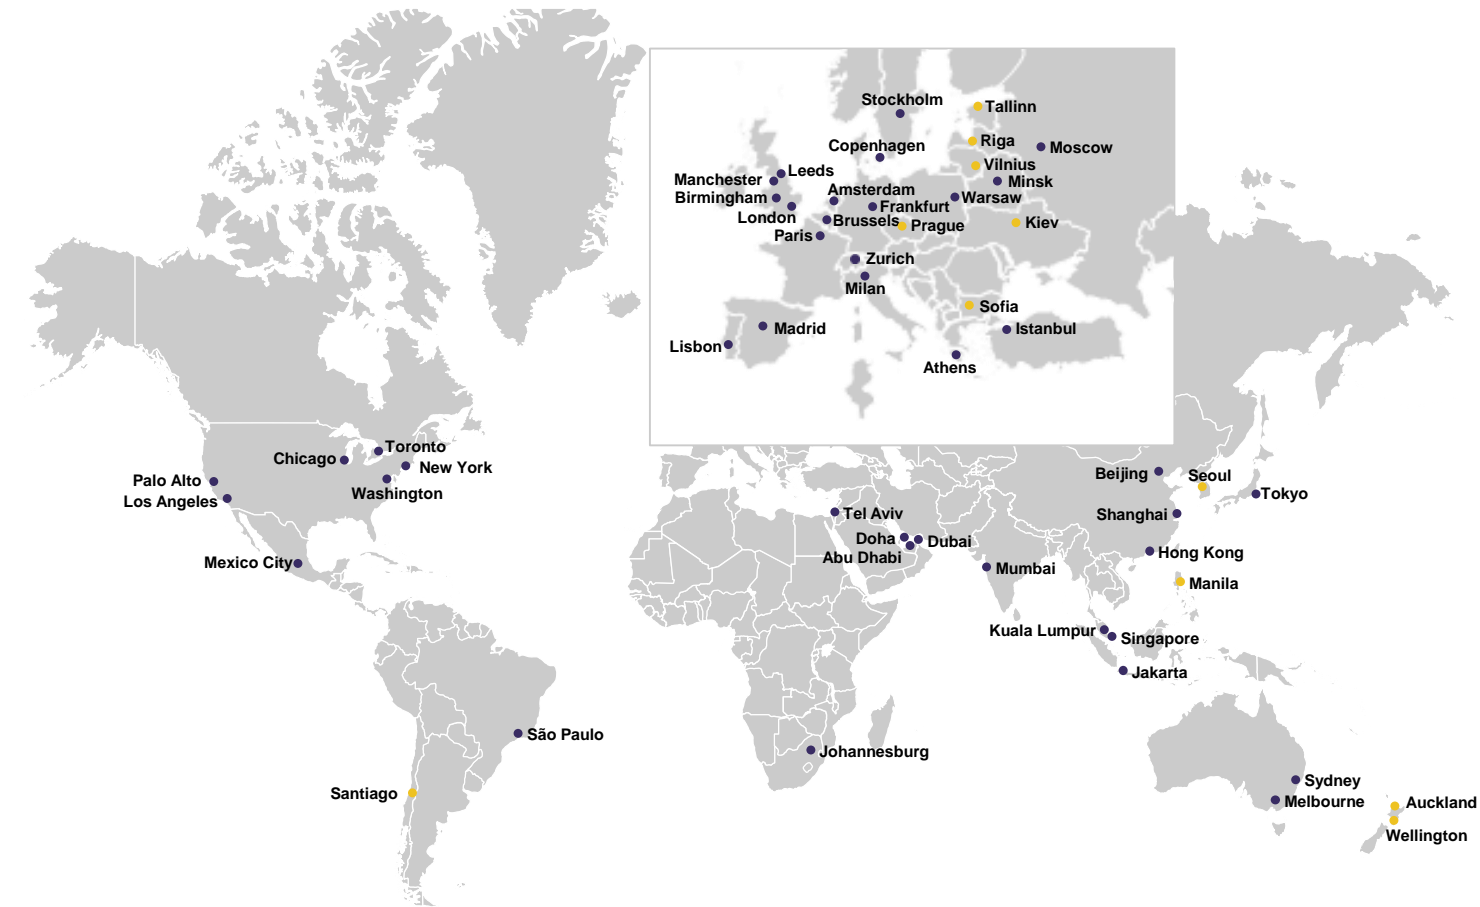 Stockholm
Tallinn
Copenhagen
Riga
Moscow
Vilnius
Leeds
Manchester
Minsk
Birmingham
Amsterdam
Warsaw
London
Frankfurt
Brussels
Prague
Kiev
Paris
Zurich
Milan
Sofia
Madrid
Istanbul
Lisbon
Athens
Toronto
Chicago
New York
Palo Alto
Washington
Los Angeles
Mexico City
Beijing
Seoul
Tokyo
Tel Aviv
Shanghai
Doha
Dubai
Abu Dhabi
Hong Kong
Mumbai
Manila
Kuala Lumpur
Singapore
Jakarta
São Paulo
Johannesburg
Santiago
Sydney
Melbourne
Auckland
Wellington